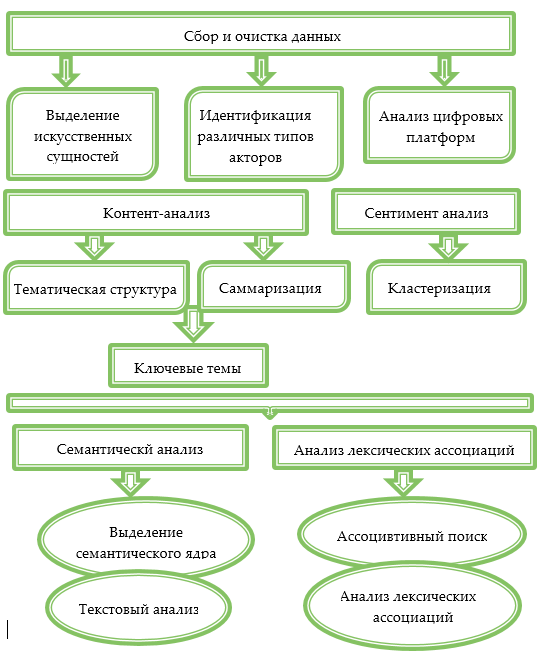 Сбор и очистка данных
Выделение
искусственных
сущностей
Идентификация
различных типов
акторов
Анализ цифровых
платформ
Контент-анализ
Сентимент анализ
Тематическая структура
Саммаризация
Кластеризация
Ключевые темы
Семантическй анализ
Анализ лексических ассоциаций
Выделение
семантического ядра
Текстовый анализ
Ассоцивтивный поиск
Анализ лексических
ассоциаций